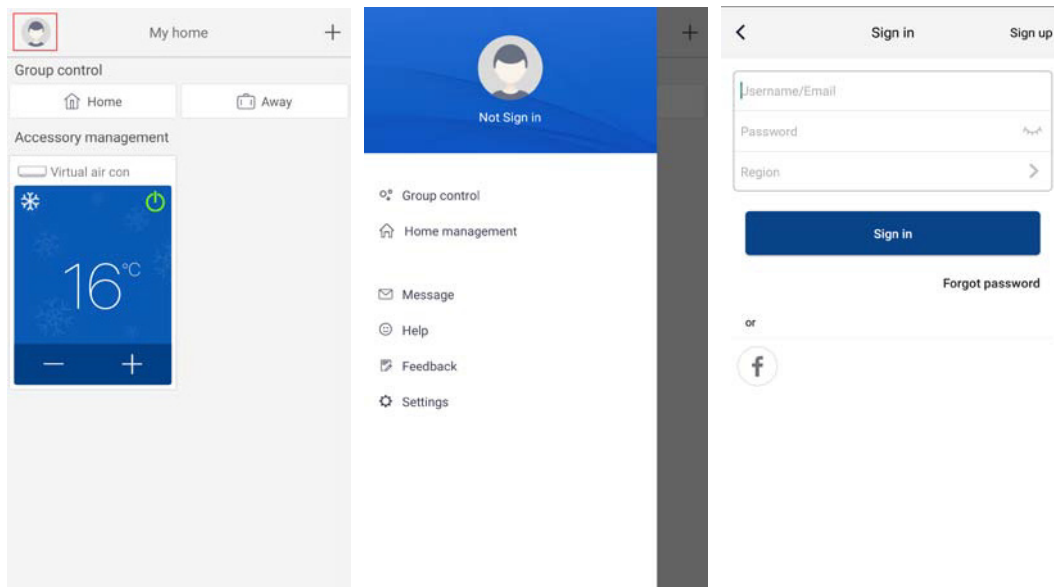 My home
Group control
Home
Away
Accessory management
Virtual air con
16°C
Not Sign in
Group control
Home management
Message
Help
Feedback
Settings
Sign in
Sign up
Username/Email
Password
Region
Sign in
Forgot password
or
f